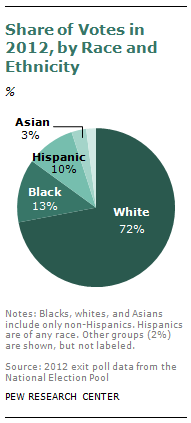 Share of Votes in
2012, by Race and
Ethnicity
%
Asian
3%
Hispanic
10%
Black
13%
White
72%
Notes: Blacks, whites, and Asians
include only non-Hispanics. Hispanics
are of any race. Other groups (2%)
are shown, but not labeled.
Source: 2012 exit poll data from the
National Election Pool
PEW RESEARCH CENTER